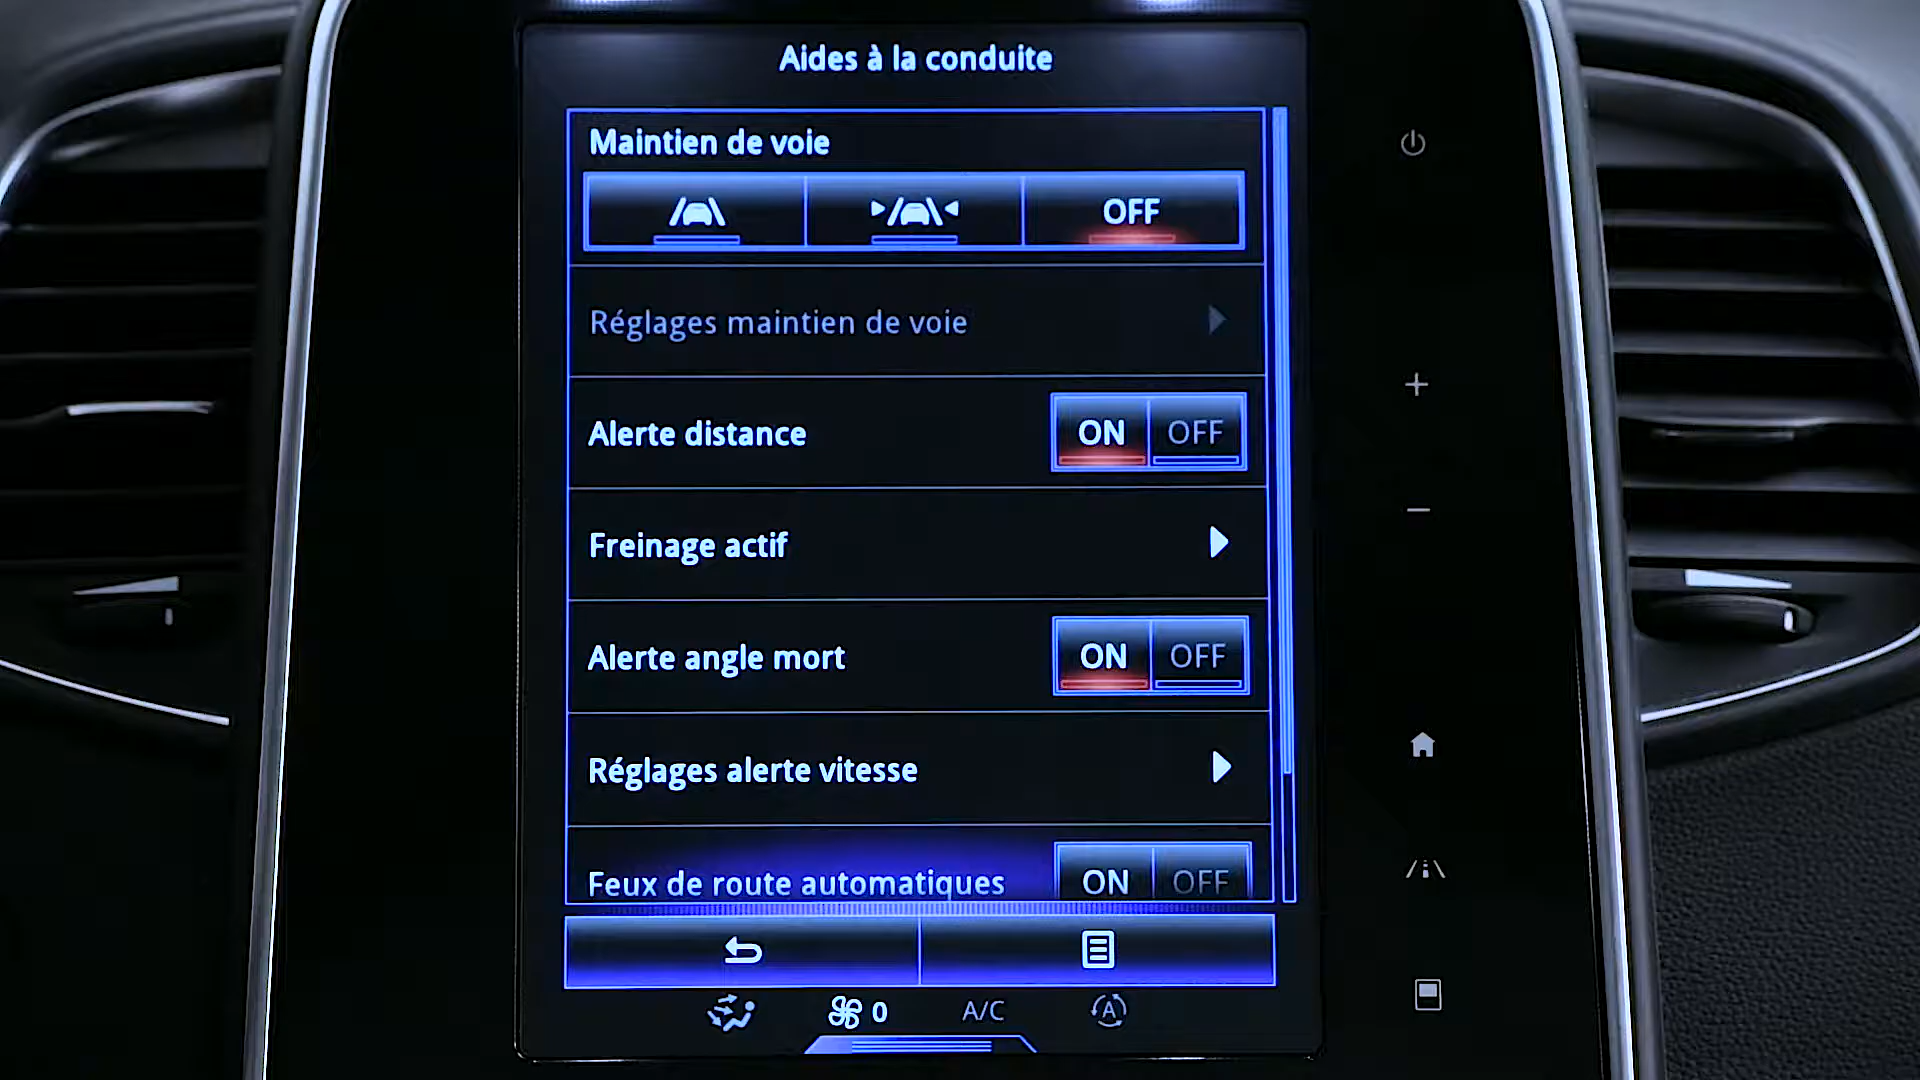 Aides à la conduite
Maintien de voie
OFF
Réglages maintien de voie
Alerte distance ON OFF
Freinage actif
Alerte angle mort ON OFF
Réglages alerte vitesse
Feux de route automatiques ON OFF
0 A/C A